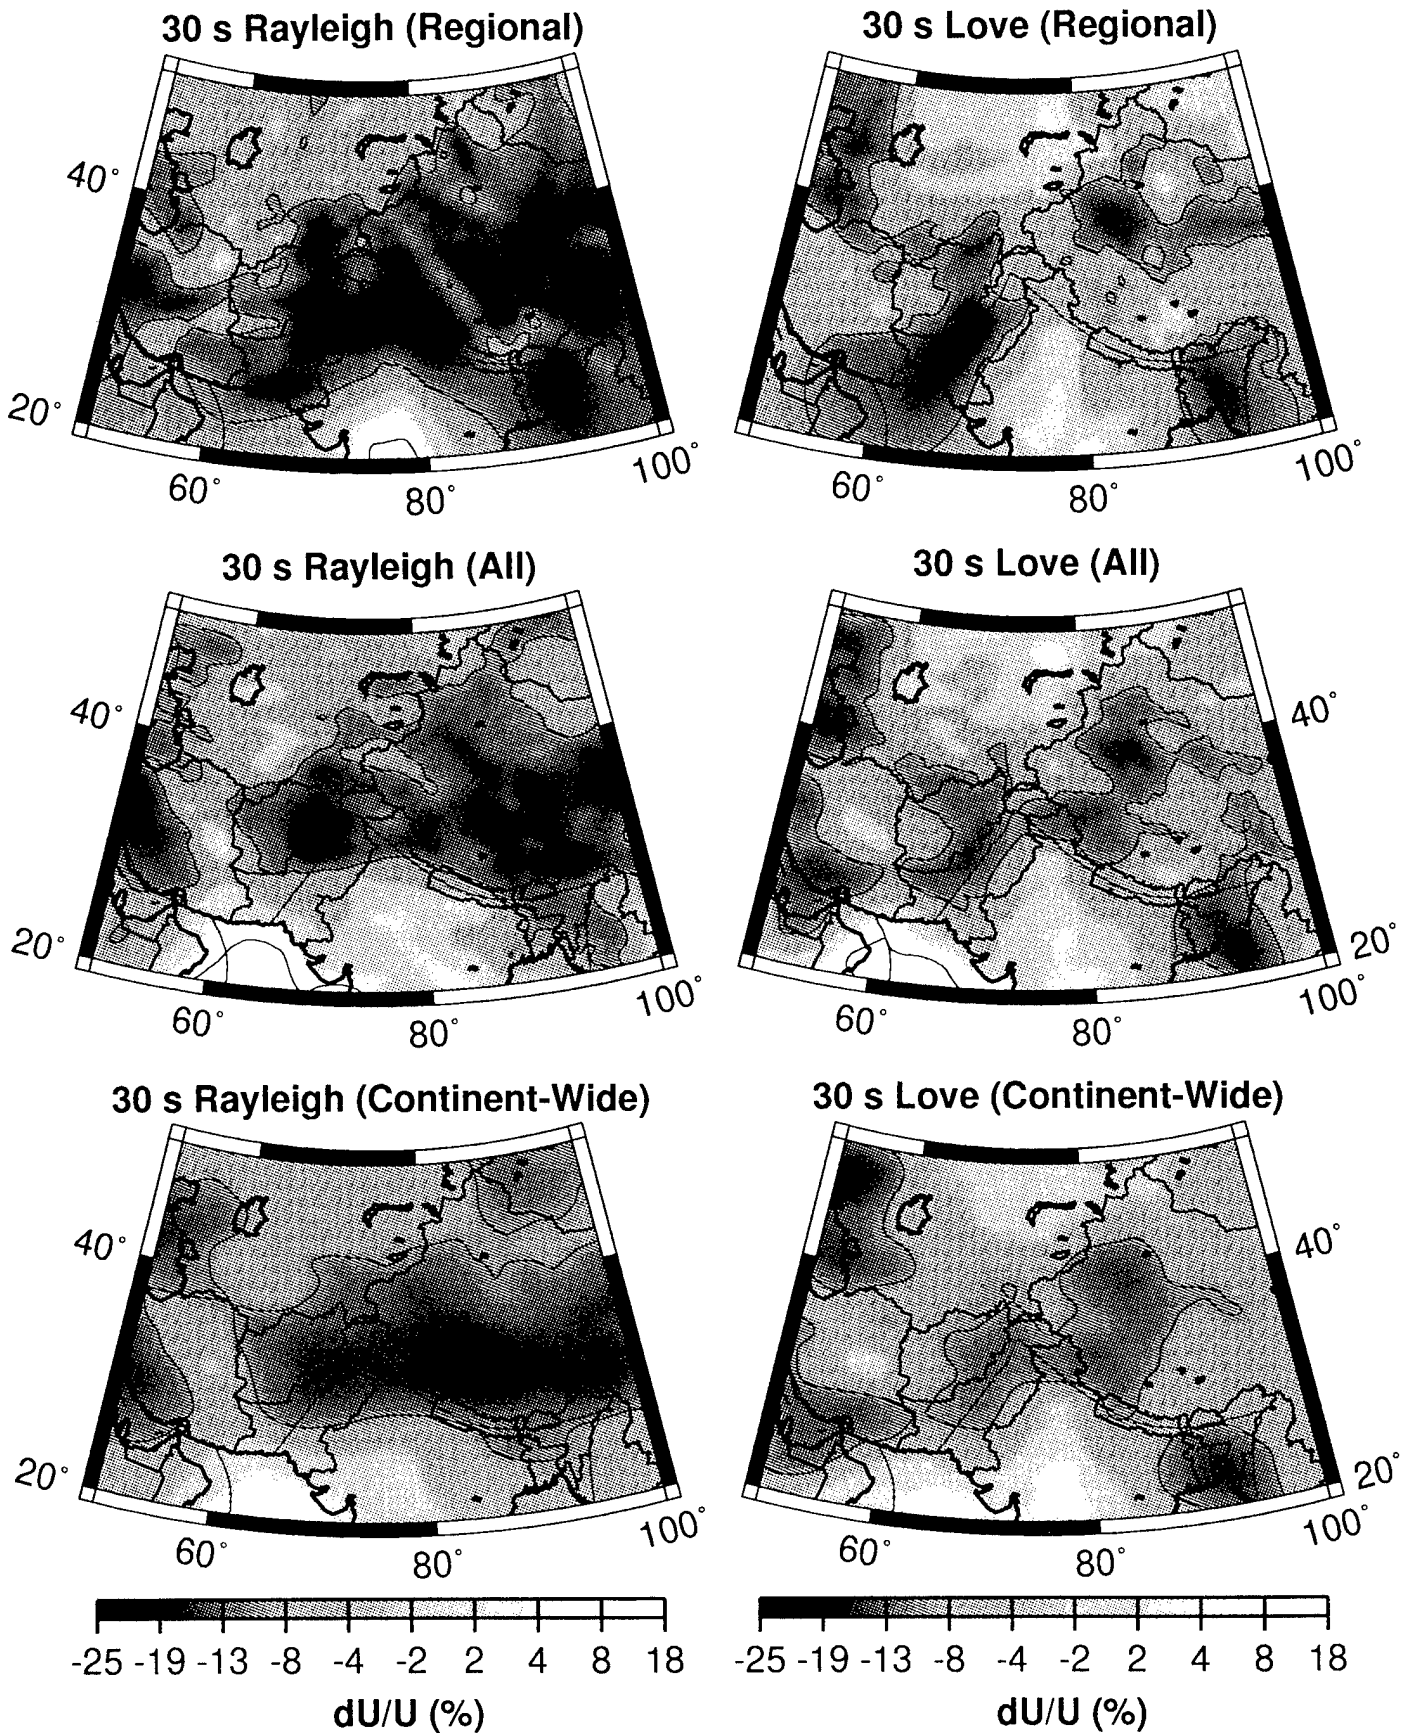 30 s Rayleigh (Regional)
30 s Love (Regional)
40°
20°
60°
80°
100°
60°
80°
100°
30 s Rayleigh (All)
30 s Love (All)
40°
40°
20°
20°
60°
80°
100°
60°
80°
100°
30 s Rayleigh (Continent-Wide)
30 s Love (Continent-Wide)
40°
40°
20°
20°
60°
80°
100°
60°
80°
100°
-25 -19 -13 -8 -4 -2 2 4 8 18
-25 -19 -13 -8 -4 -2 2 4 8 18
dU/U (%)
dU/U (%)